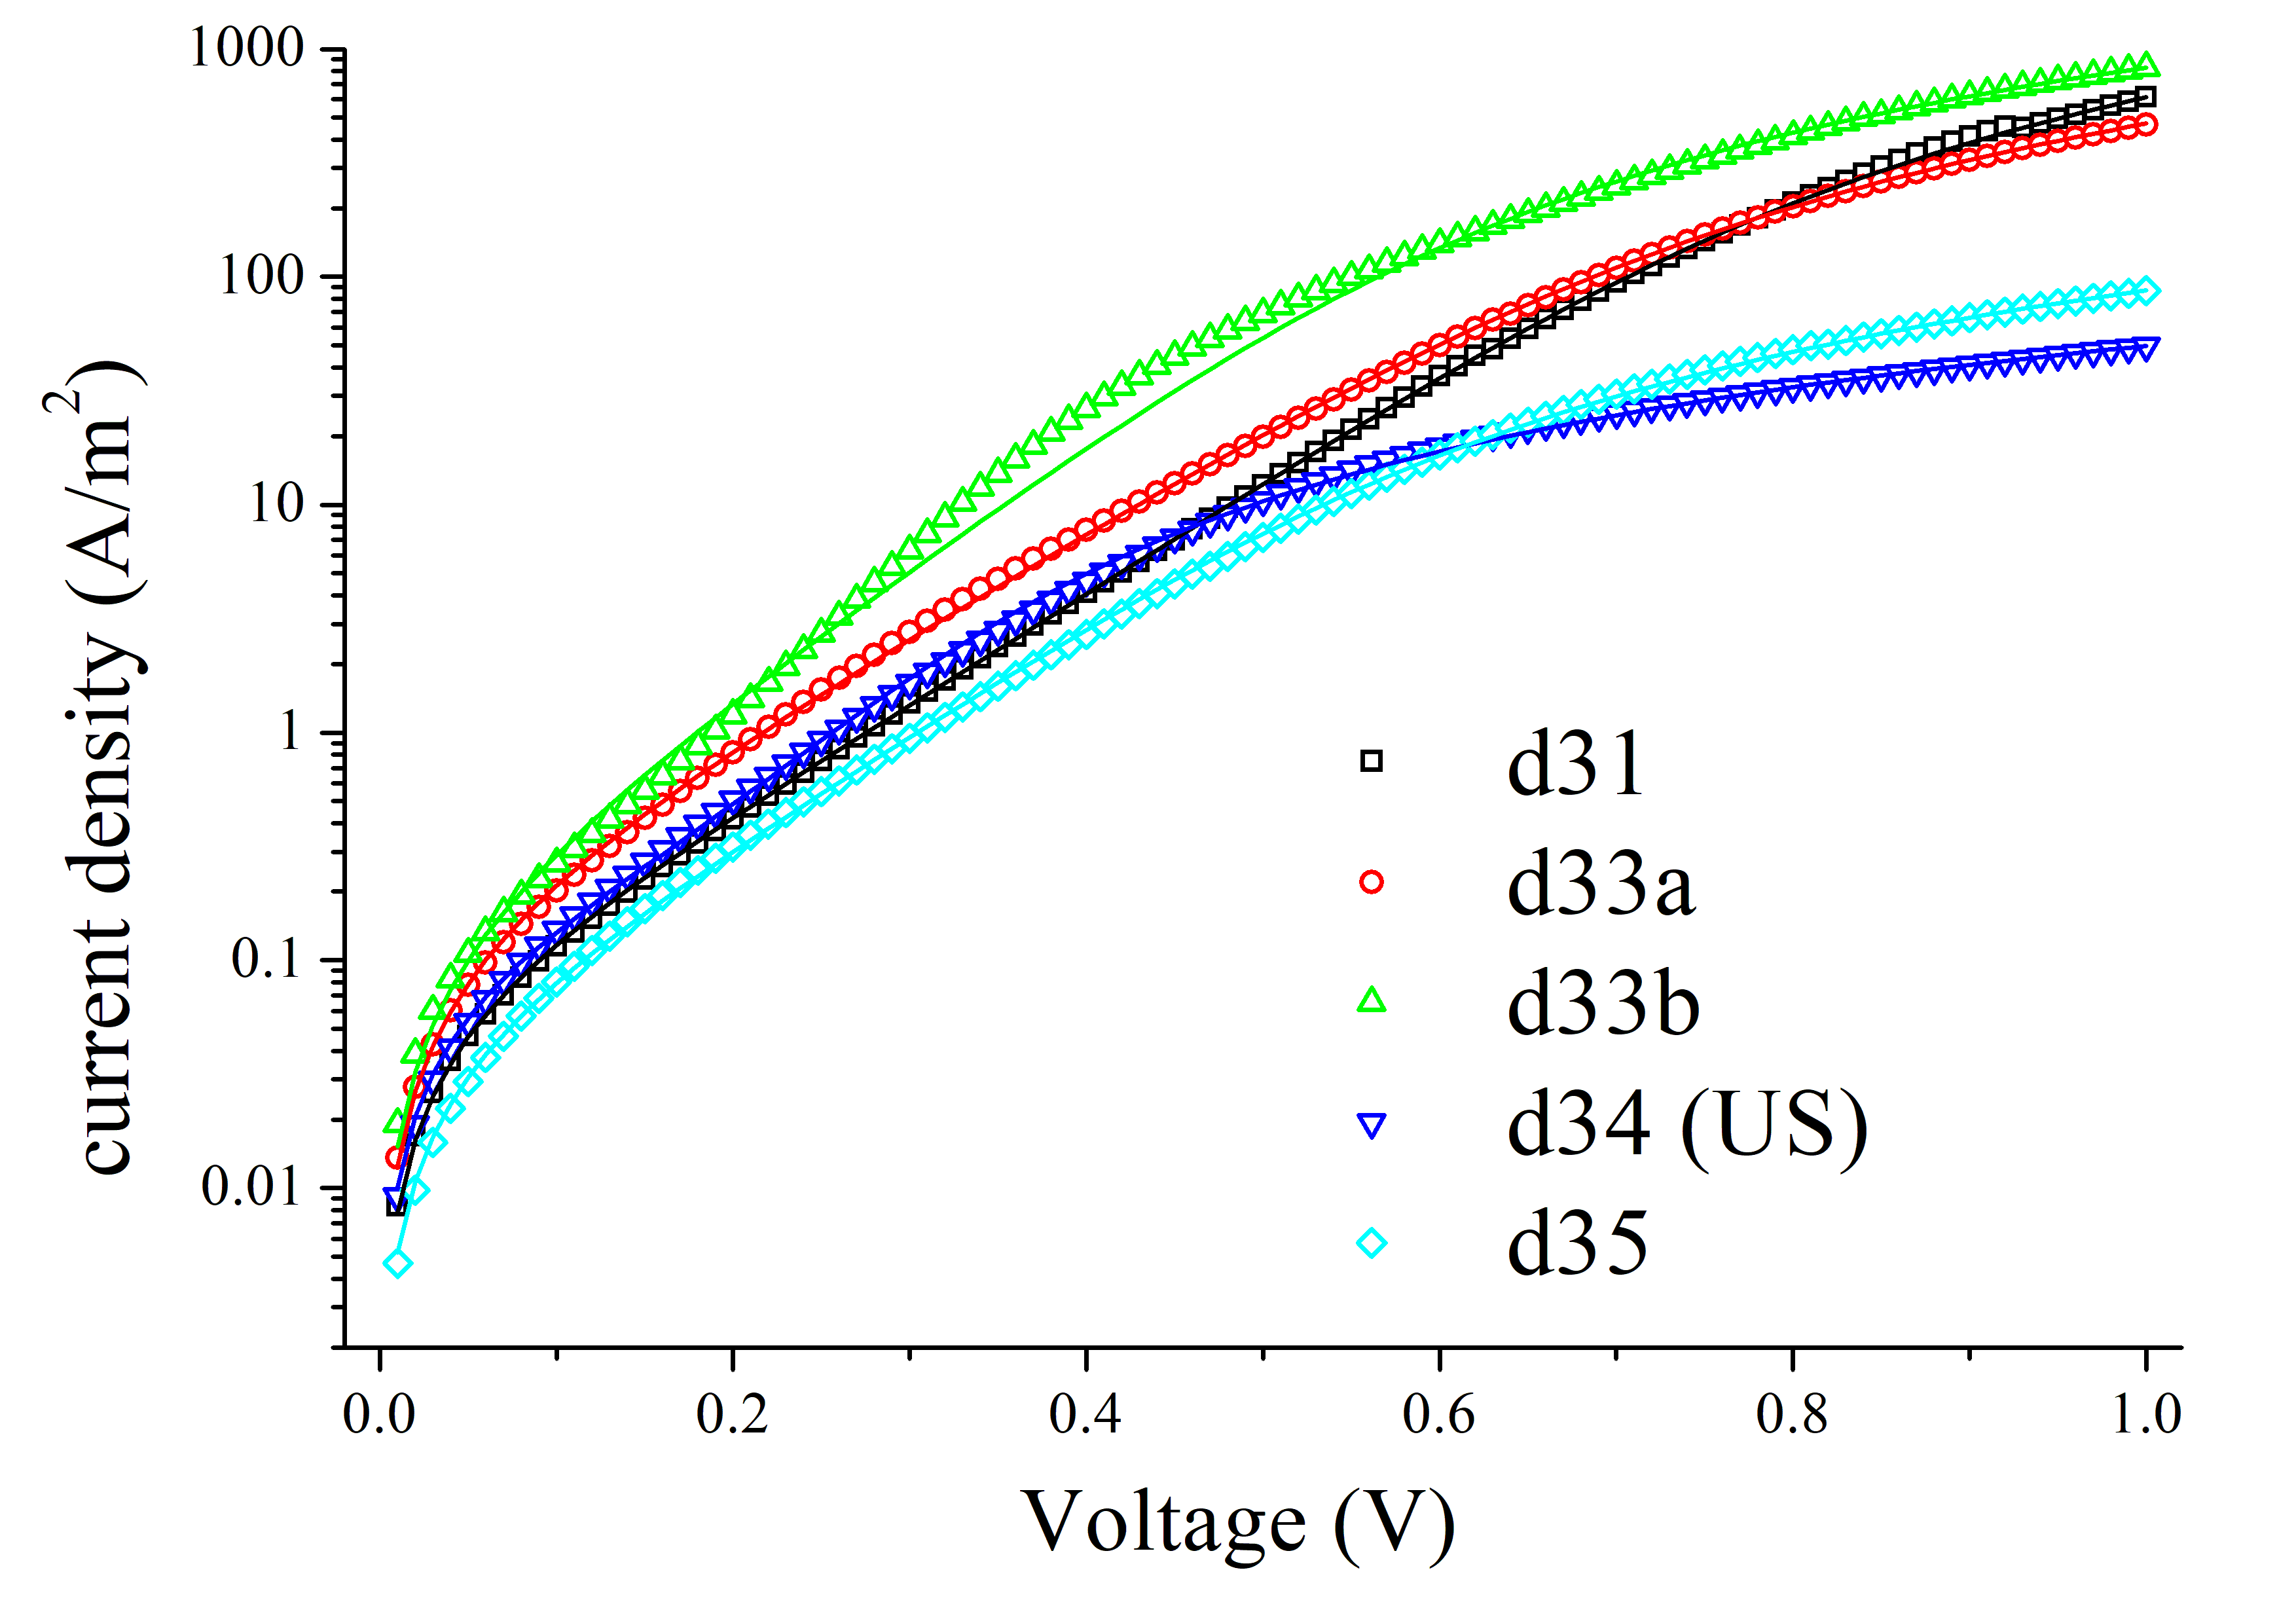 1000
100
10
1
0.1
0.01
current density (A/m²)
d31
d33a
d33b
d34 (US)
d35
0.0 0.2 0.4 0.6 0.8 1.0
Voltage (V)